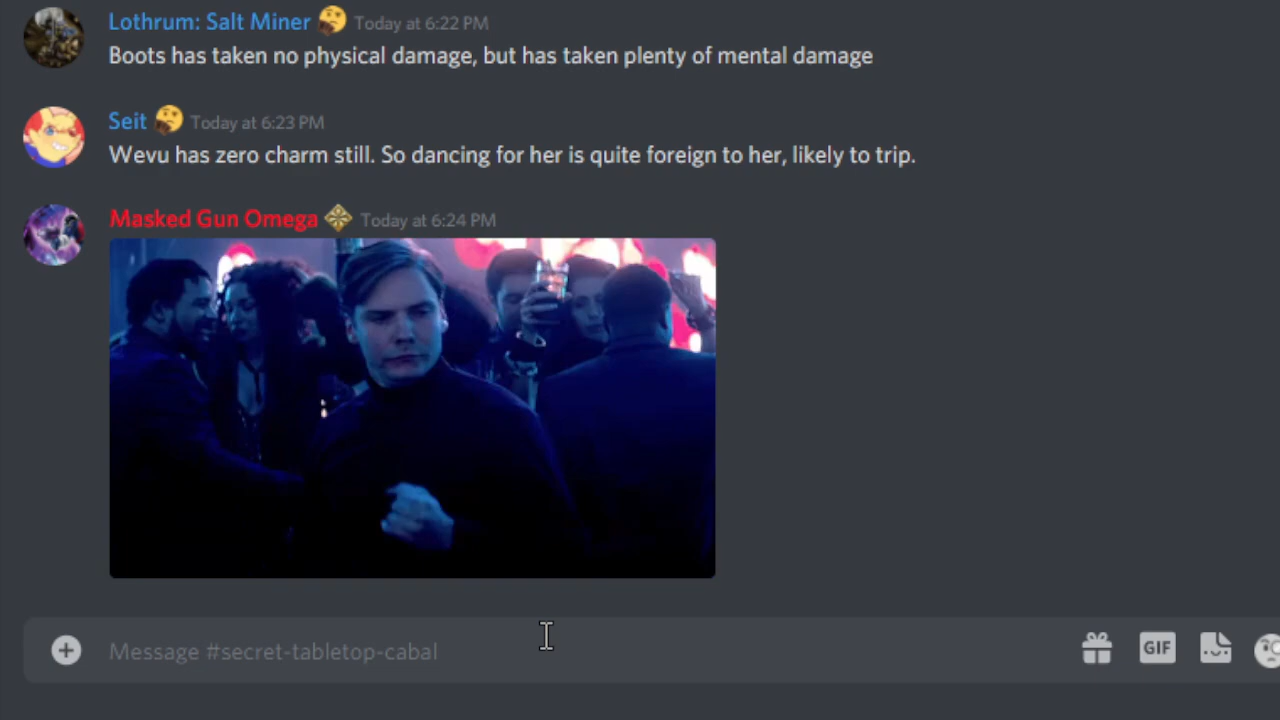 Lothrum: Salt Miner 🤔 Today at 6:22 PM
Boots has taken no physical damage, but has taken plenty of mental damage
Seit 🤔 Today at 6:23 PM
Wevu has zero charm still. So dancing for her is quite foreign to her, likely to trip.
Masked Gun Omega Today at 6:24 PM
Message #secret-tabletop-cabal
GIF